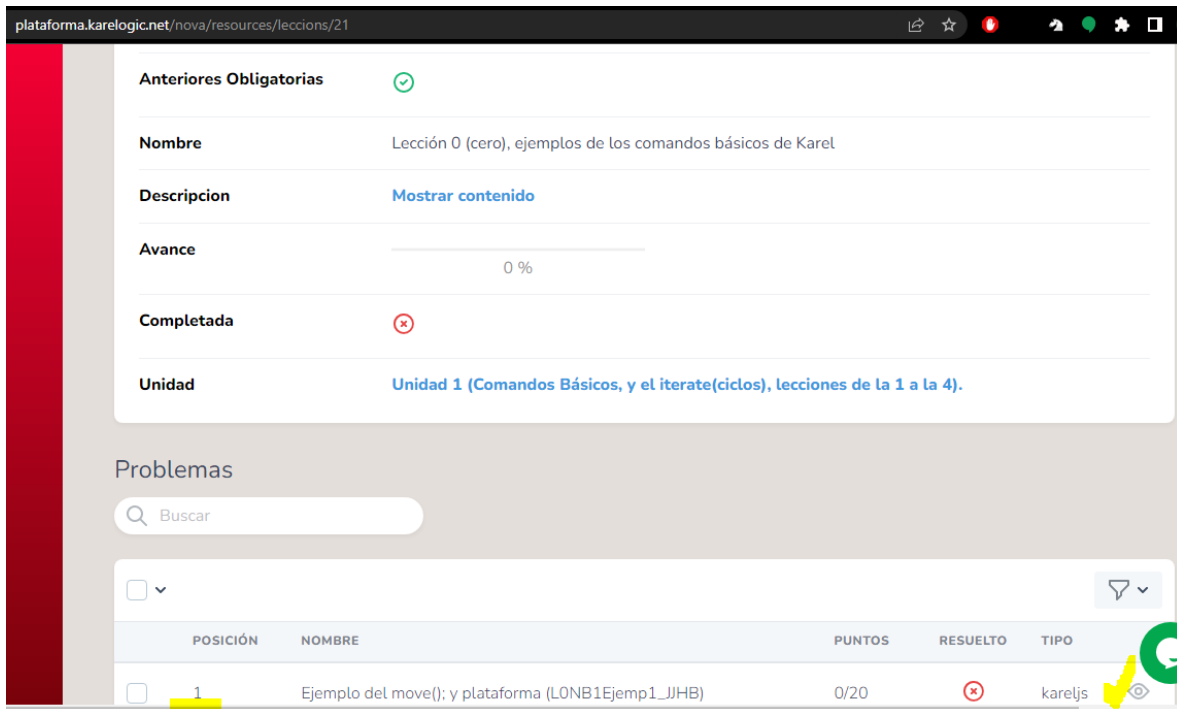 plataforma.karelogic.net/nova/resources/leccions/21
Anteriores Obligatorias
Nombre Lección 0 (cero), ejemplos de los comandos básicos de Karel
Descripcion Mostrar contenido
Avance
0 %
Completada
Unidad Unidad 1 (Comandos Básicos, y el iterate(ciclos), lecciones de la 1 a la 4).
Problemas
Buscar
POSICIÓN NOMBRE PUNTOS RESUELTO TIPO
1 Ejemplo del move(); y plataforma (L0NB1Ejemp1_JJHB) 0/20 kareljs